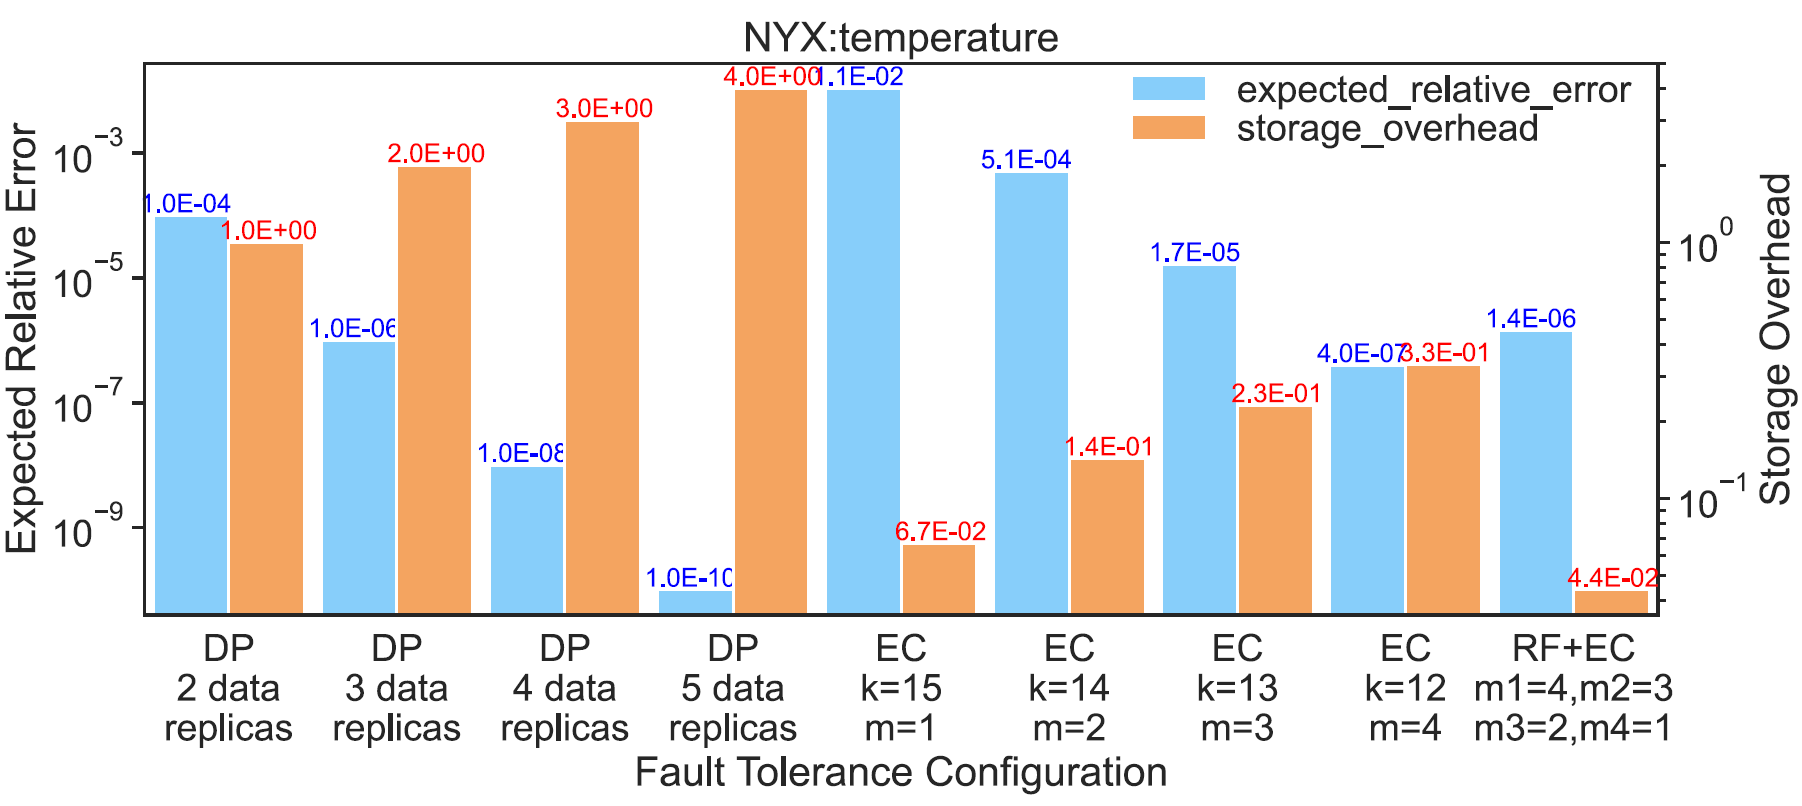 NYX:temperature
expected_relative_error
storage_overhead
Expected Relative Error
10⁻³
10⁻⁵
10⁻⁷
10⁻⁹
1.0E-04
1.0E+00
1.0E-06
2.0E+00
1.0E-08
3.0E+00
1.0E-10
4.0E+00
1.1E-02
6.7E-02
5.1E-04
1.4E-01
1.7E-05
2.3E-01
4.0E-07
3.3E-01
1.4E-06
4.4E-02
10⁰
10⁻¹
Storage Overhead
DP
2 data
replicas
DP
3 data
replicas
DP
4 data
replicas
DP
5 data
replicas
EC
k=15
m=1
EC
k=14
m=2
EC
k=13
m=3
EC
k=12
m=4
RF+EC
m1=4,m2=3
m3=2,m4=1
Fault Tolerance Configuration